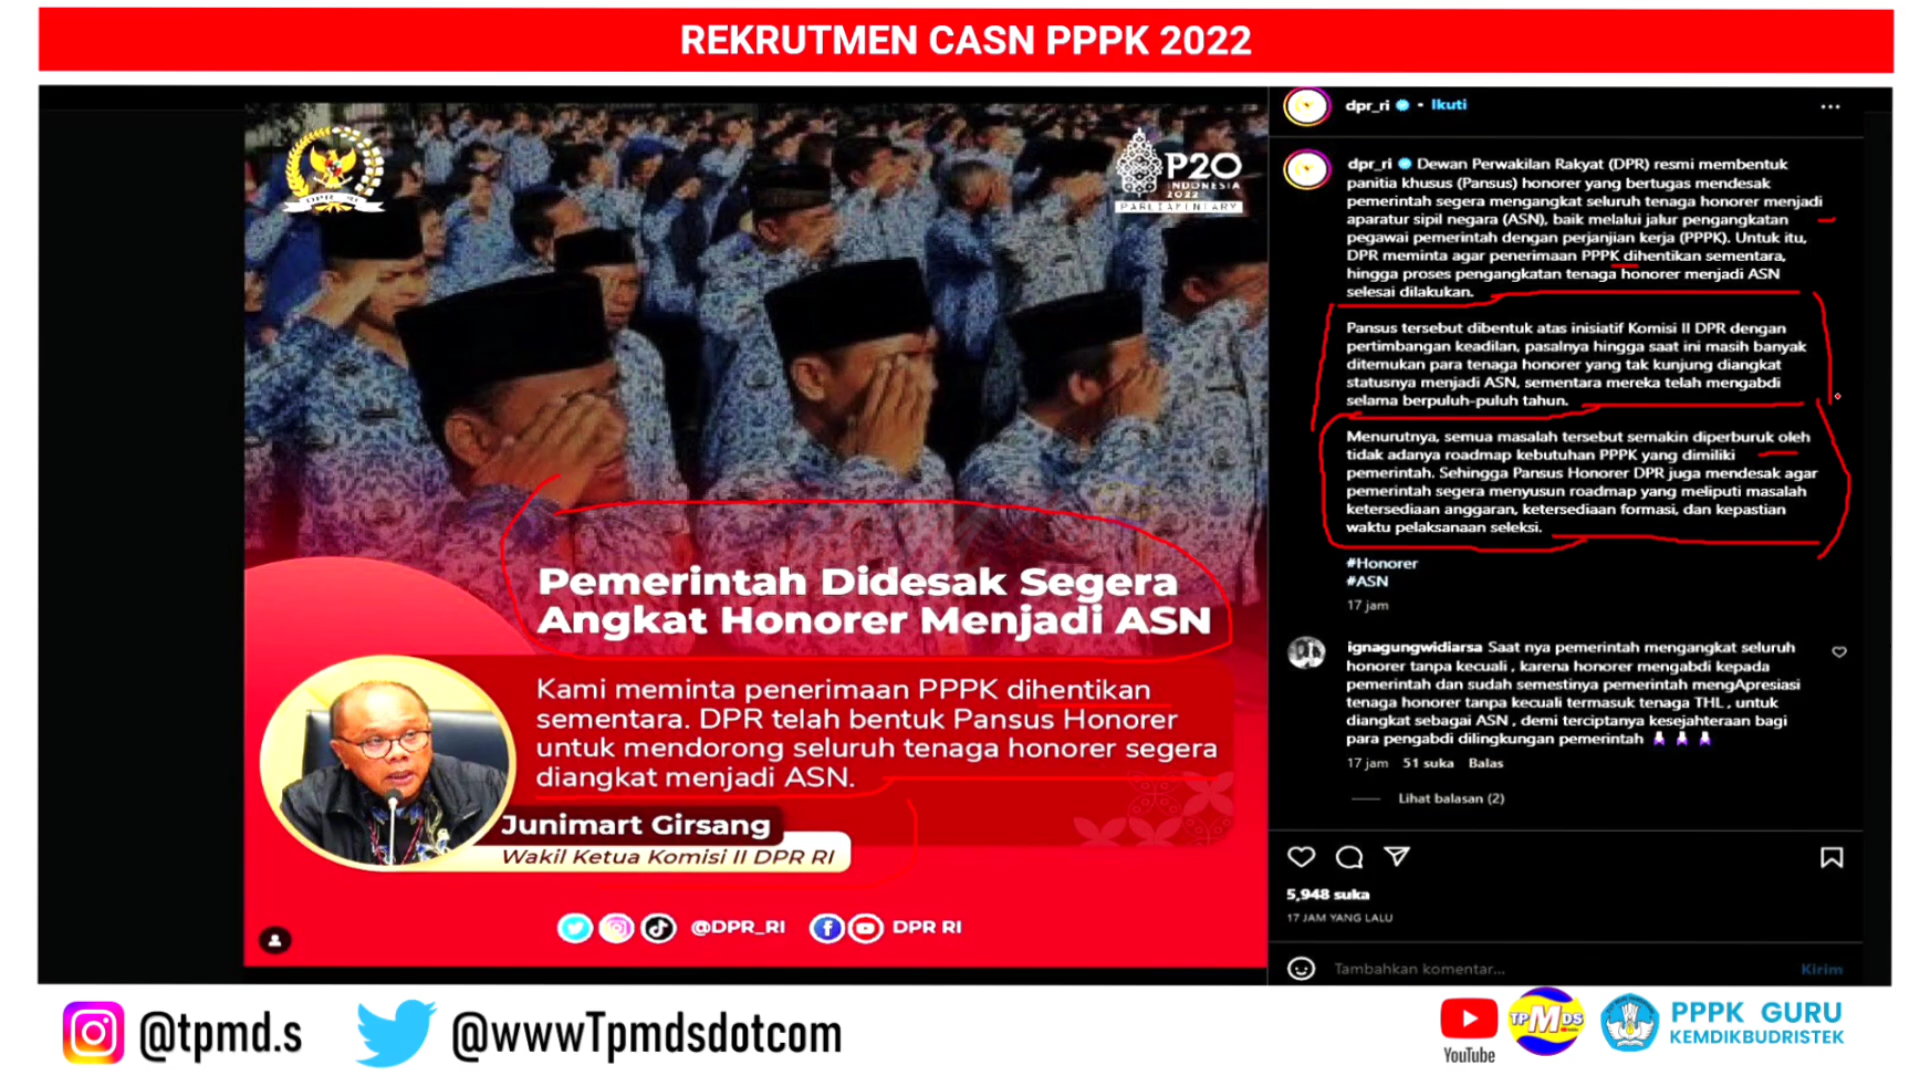 REKRUTMEN CASN PPPK 2022
DPR RI
P20
INDONESIA
2022
PARLIAMENTARY
Pemerintah Didesak Segera
Angkat Honorer Menjadi ASN
Kami meminta penerimaan PPPK dihentikan
sementara. DPR telah bentuk Pansus Honorer
untuk mendorong seluruh tenaga honorer segera
diangkat menjadi ASN.
Junimart Girsang
Wakil Ketua Komisi II DPR RI
@DPR_RI DPR RI
dpr_ri • Ikuti
dpr_ri Dewan Perwakilan Rakyat (DPR) resmi membentuk
panitia khusus (Pansus) honorer yang bertugas mendesak
pemerintah segera mengangkat seluruh tenaga honorer menjadi
aparatur sipil negara (ASN), baik melalui jalur pengangkatan
pegawai pemerintah dengan perjanjian kerja (PPPK). Untuk itu,
DPR meminta agar penerimaan PPPK dihentikan sementara,
hingga proses pengangkatan tenaga honorer menjadi ASN
selesai dilakukan.
Pansus tersebut dibentuk atas inisiatif Komisi II DPR dengan
pertimbangan keadilan, pasalnya hingga saat ini masih banyak
ditemukan para tenaga honorer yang tak kunjung diangkat
statusnya menjadi ASN, sementara mereka telah mengabdi
selama berpuluh-puluh tahun.
Menurutnya, semua masalah tersebut semakin diperburuk oleh
tidak adanya roadmap kebutuhan PPPK yang dimiliki
pemerintah. Sehingga Pansus Honorer DPR juga mendesak agar
pemerintah segera menyusun roadmap yang meliputi masalah
ketersediaan anggaran, ketersediaan formasi, dan kepastian
waktu pelaksanaan seleksi.
#Honorer
#ASN
17 jam
ignagungwidiarsa Saat nya pemerintah mengangkat seluruh
honorer tanpa kecuali , karena honorer mengabdi kepada
pemerintah dan sudah semestinya pemerintah mengApresiasi
tenaga honorer tanpa kecuali termasuk tenaga THL , untuk
diangkat sebagai ASN , demi terciptanya kesejahteraan bagi
para pengabdi dilingkungan pemerintah
17 jam 51 suka Balas
Lihat balasan (2)
5,948 suka
17 JAM YANG LALU
Tambahkan komentar... Kirim
@tpmd.s @wwwTpmdsdotcom
YouTube
TPMDS
PPPK GURU
KEMDIKBUDRISTEK